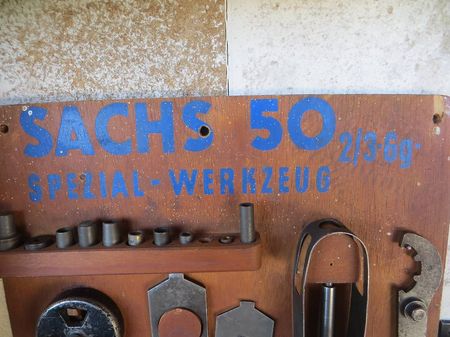 SACHS 50 2/3-Gg.
SPEZIAL-WERKZEUG